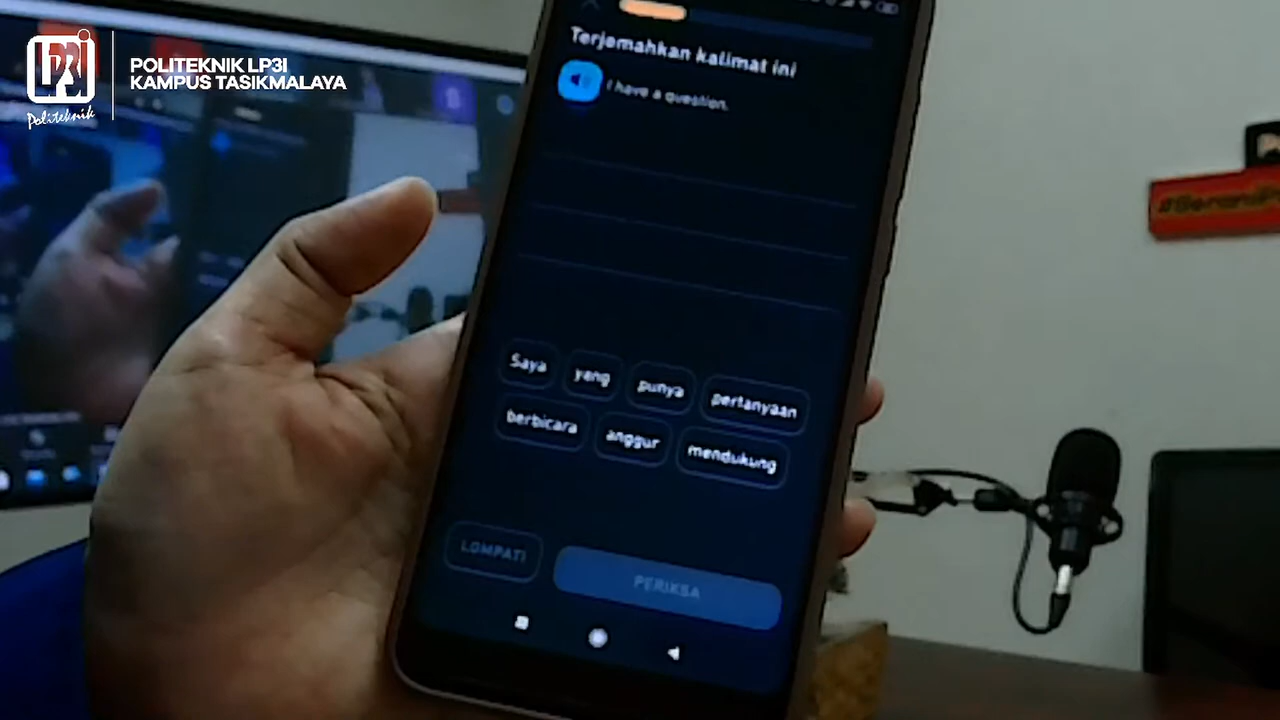 LP3I
Politeknik
POLITEKNIK LP3I
KAMPUS TASIKMALAYA
Terjemahkan kalimat ini
I have a question.
Saya yang punya pertanyaan
berbicara anggur mendukung
LOMPATI PERIKSA